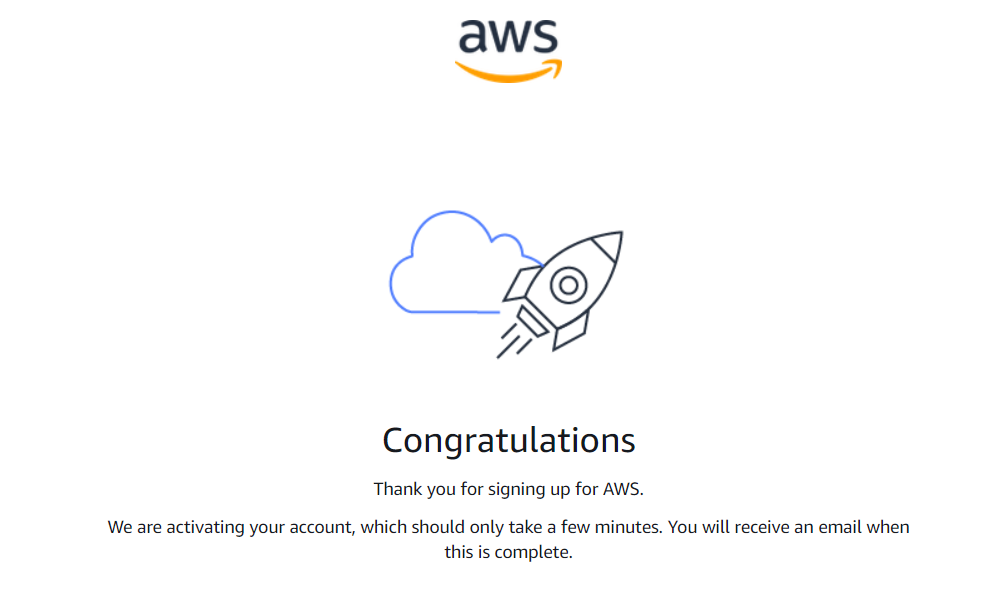 aws
Congratulations
Thank you for signing up for AWS.
We are activating your account, which should only take a few minutes. You will receive an email when
this is complete.